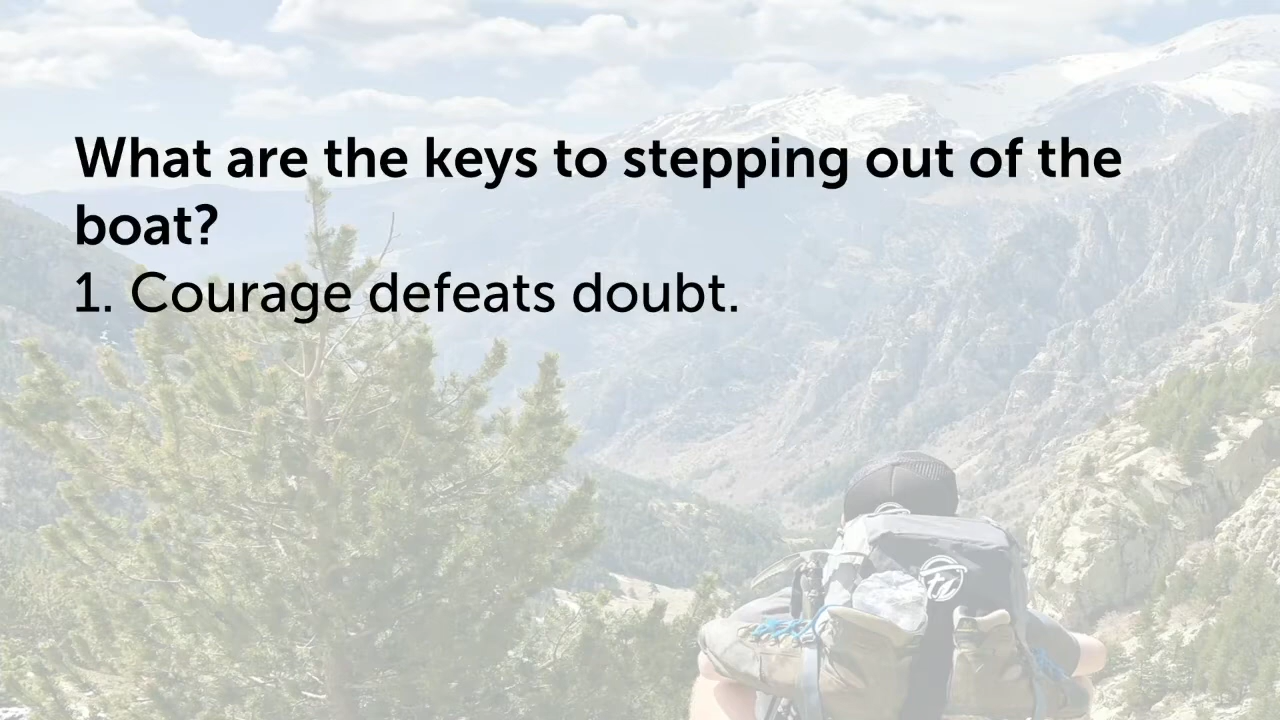 What are the keys to stepping out of the
boat?
1. Courage defeats doubt.